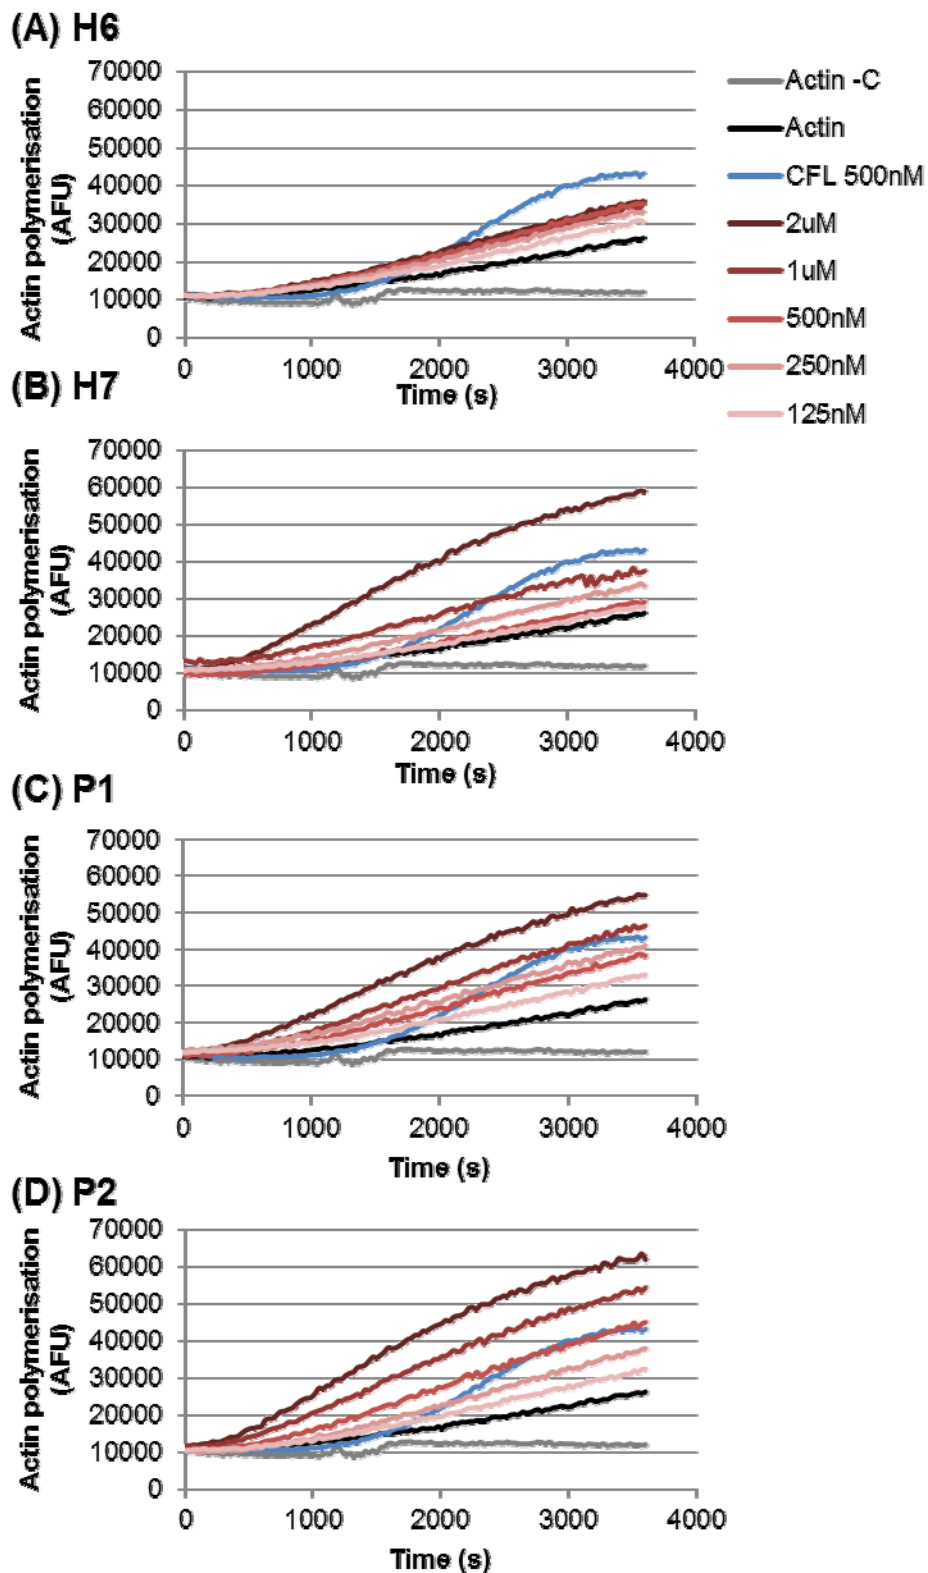 (A) H6
Actin polymerisation
(AFU)
70000
60000
50000
40000
30000
20000
10000
0
0 1000 2000 3000 4000
Time (s)
Actin -C
Actin
CFL 500nM
2uM
1uM
500nM
250nM
125nM
(B) H7
Actin polymerisation
(AFU)
70000
60000
50000
40000
30000
20000
10000
0
0 1000 2000 3000 4000
Time (s)
(C) P1
Actin polymerisation
(AFU)
70000
60000
50000
40000
30000
20000
10000
0
0 1000 2000 3000 4000
Time (s)
(D) P2
Actin polymerisation
(AFU)
70000
60000
50000
40000
30000
20000
10000
0
0 1000 2000 3000 4000
Time (s)